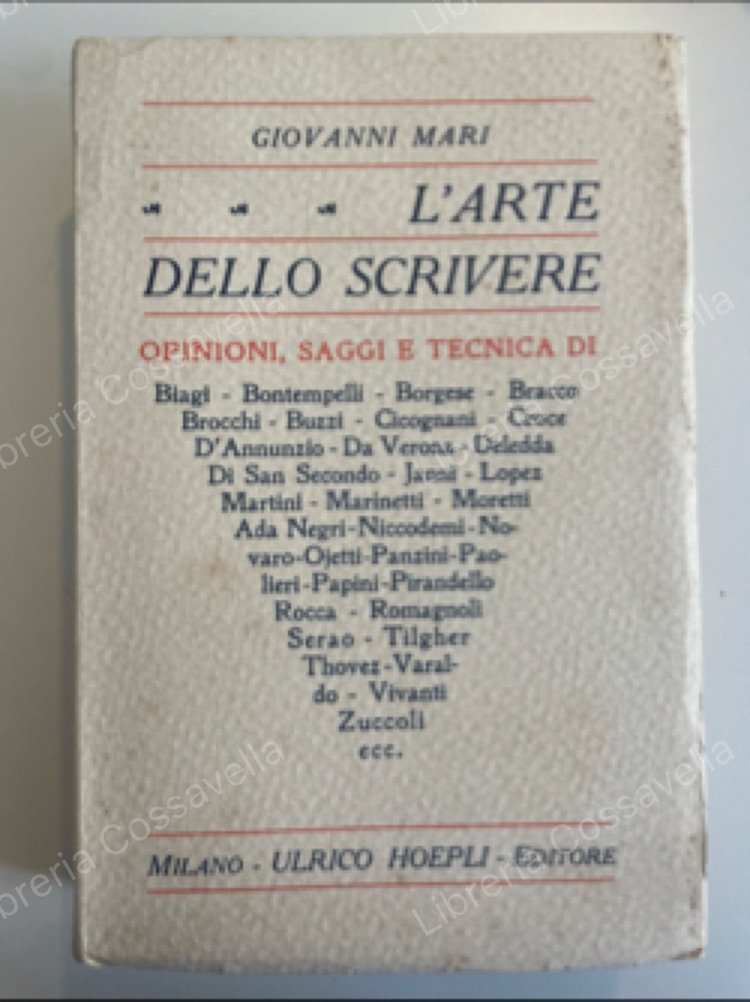 GIOVANNI MARI
L'ARTE
DELLO SCRIVERE
OPINIONI, SAGGI E TECNICA DI
Biagi - Bontempelli - Borgese - Bracco
Brocchi - Buzzi - Cicognani - Croce
D'Annunzio - Da Verona - Deledda
Di San Secondo - Janni - Lopez
Martini - Marinetti - Moretti
Ada Negri-Niccodemi-No-
varo-Ojetti-Panzini-Pao-
lieri-Papini-Pirandello
Rocca - Romagnoli
Serao - Tilgher
Thovez-Varal-
do - Vivanti
Zuccoli
ecc.
MILANO - ULRICO HOEPLI - EDITORE
Libreria Cossavella